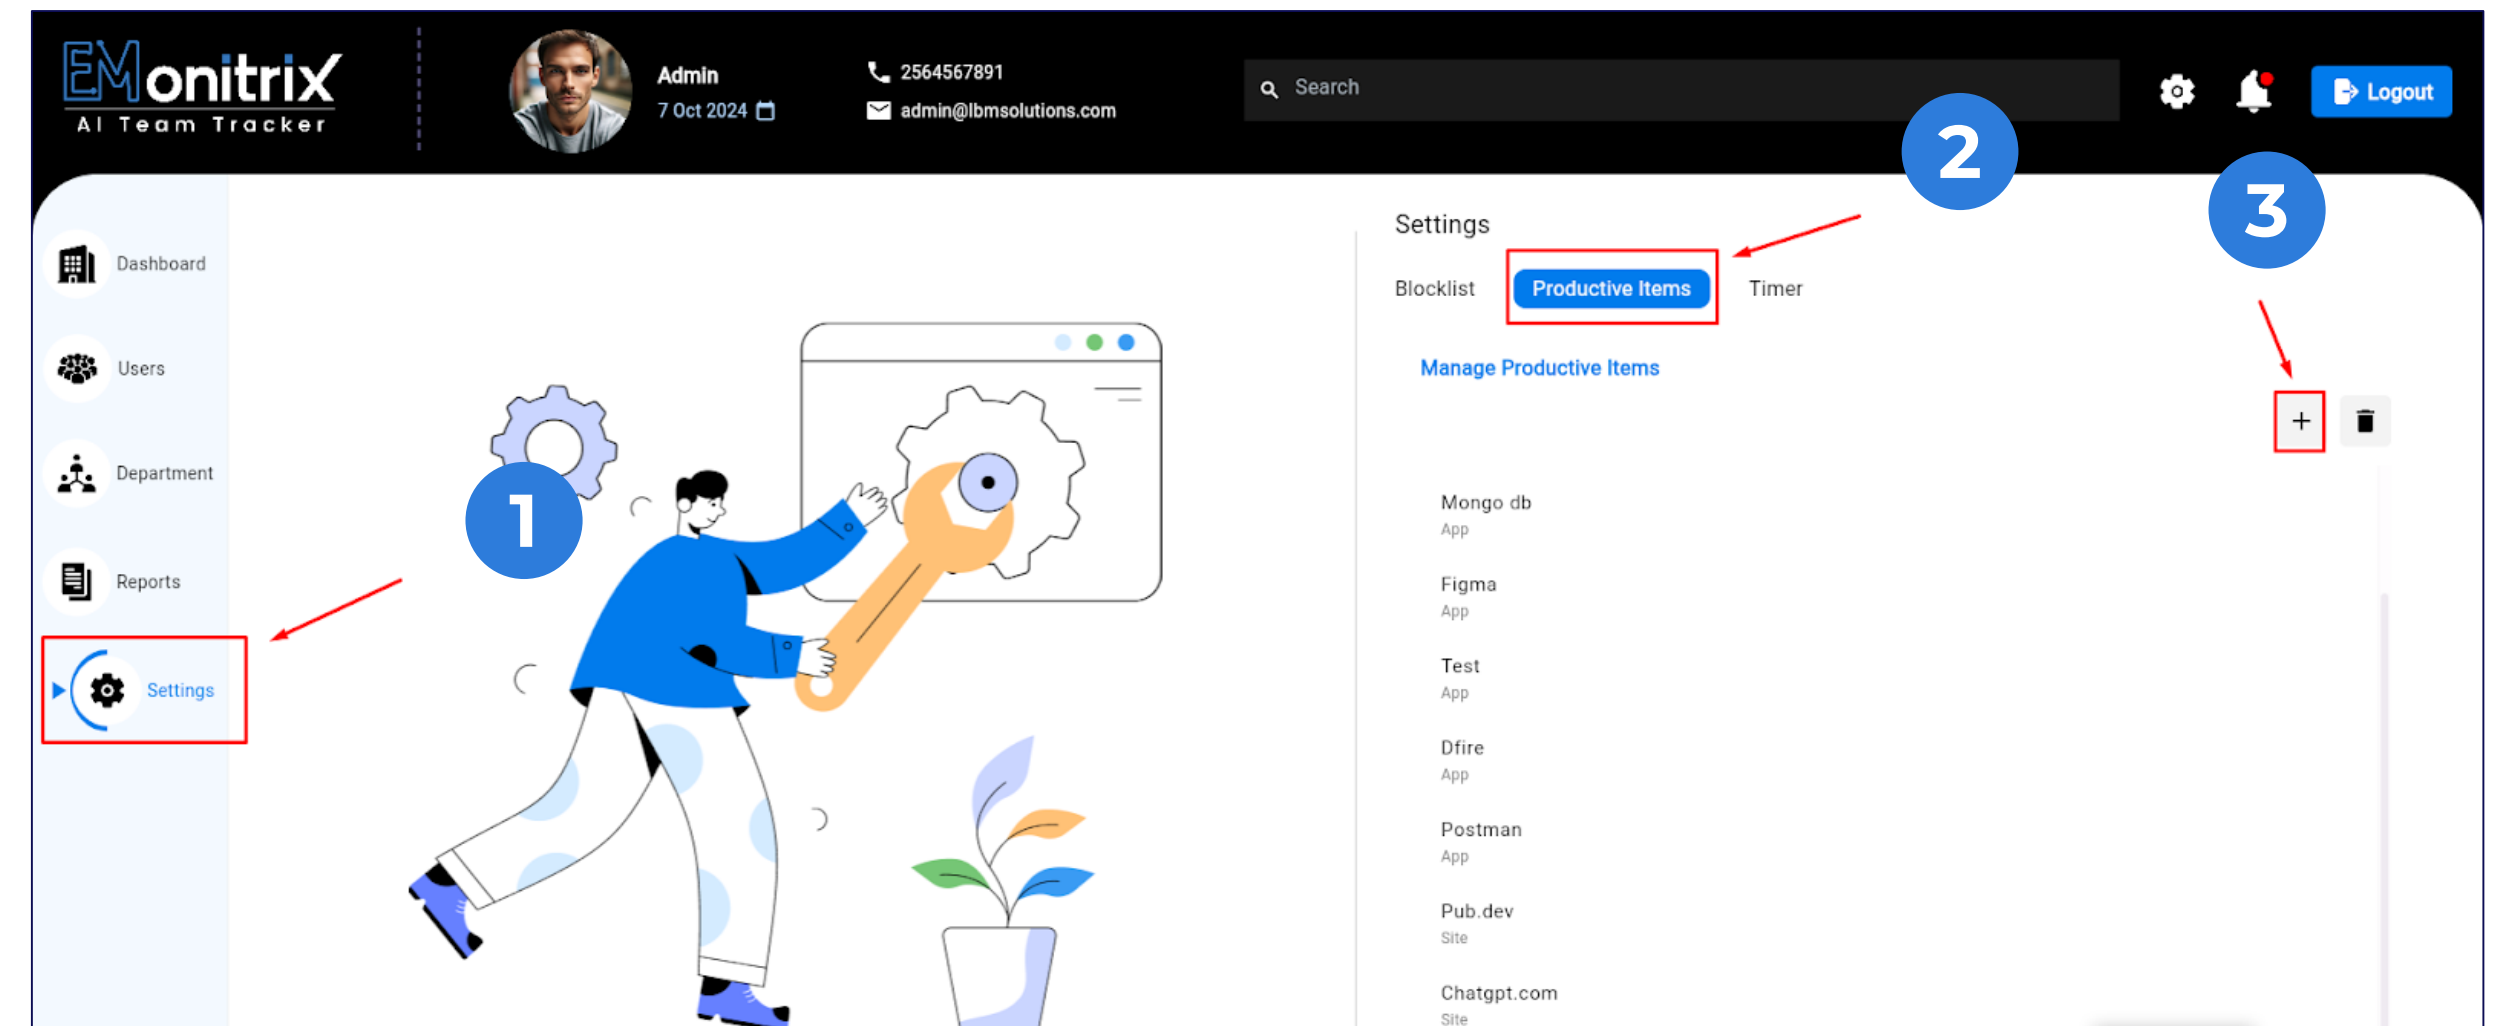 EMonitrix
AI Team Tracker
Admin
7 Oct 2024
2564567891
admin@lbmsolutions.com
Search
Logout
2
3
Dashboard
Users
Department
Reports
Settings
1
Settings
Blocklist Productive Items Timer
Manage Productive Items
+
Mongo db
App
Figma
App
Test
App
Dfire
App
Postman
App
Pub.dev
Site
Chatgpt.com
Site